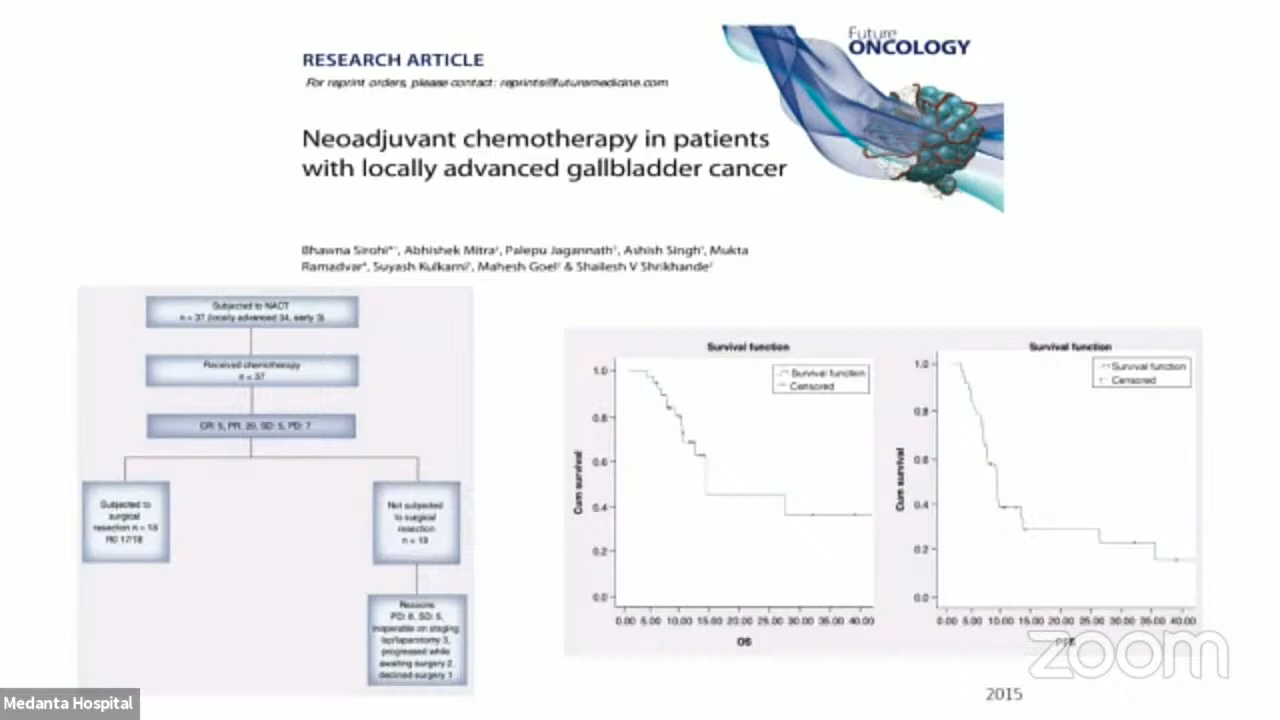 Future
ONCOLOGY
RESEARCH ARTICLE
For reprint orders, please contact: reprints@futuremedicine.com
Neoadjuvant chemotherapy in patients
with locally advanced gallbladder cancer
Bhawna Sirohi*, Abhishek Mitra, Palepu Jagannath, Ashish Singh, Mukta
Ramadvar, Suyash Kulkarni, Mahesh Goel & Shailesh V Shrikhande
Subjected to NACT
n = 37 (locally advanced 34, early 3)
Received chemotherapy
n = 37
CR: 5, PR: 20, SD: 5, PD: 7
Subjected to
surgical
resection n = 18
R0 17/18
Not subjected
to surgical
resection
n = 19
Reasons
PD: 8, SD: 5,
inoperable on staging
lap/laparotomy 3,
progressed while
awaiting surgery 2,
declined surgery 1
Survival function
Survival function
Censored
Cum survival
1.0
0.8
0.6
0.4
0.2
0.0
0.00 5.00 10.00 15.00 20.00 25.00 30.00 35.00 40.00
OS
Survival function
Survival function
Censored
Cum survival
1.0
0.8
0.6
0.4
0.2
0.0
0.00 5.00 10.00 15.00 20.00 25.00 30.00 35.00 40.00
PFS
zoom
2015
Medanta Hospital